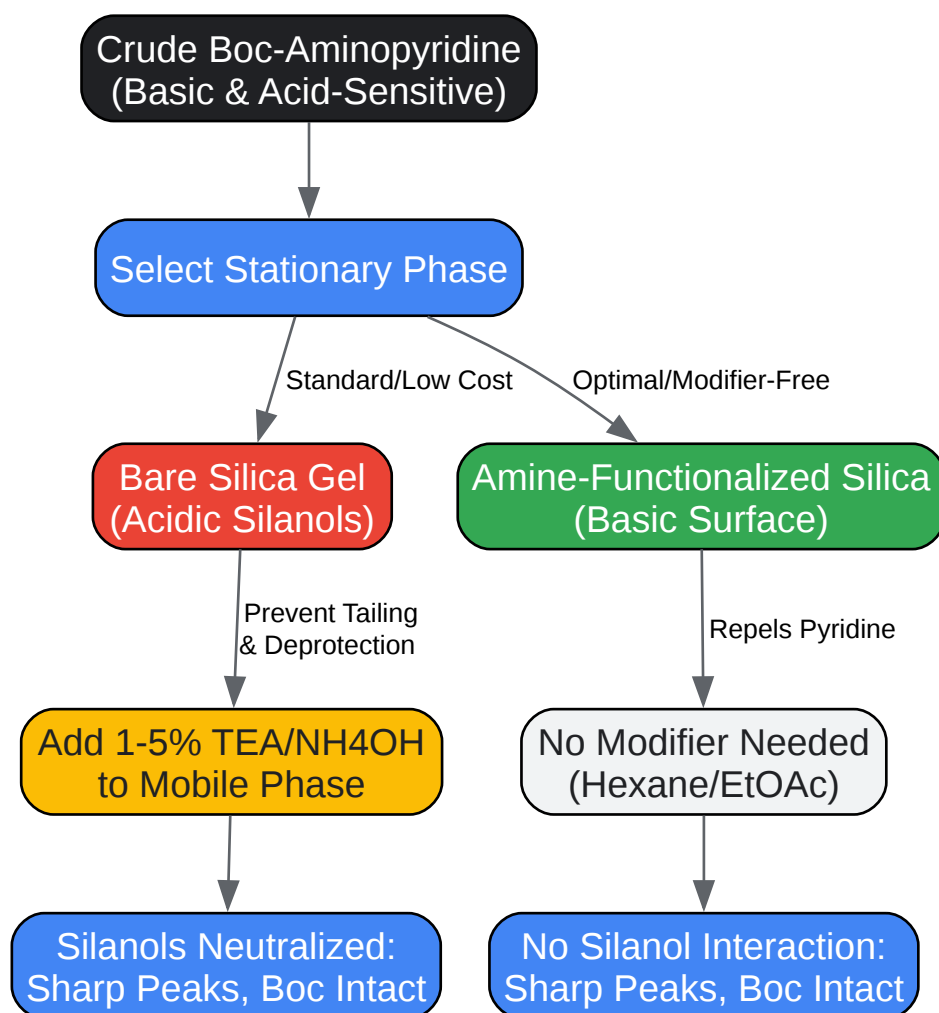 Crude Boc-Aminopyridine
(Basic & Acid-Sensitive)
Select Stationary Phase
Standard/Low Cost
Optimal/Modifier-Free
Bare Silica Gel
(Acidic Silanols)
Amine-Functionalized Silica
(Basic Surface)
Prevent Tailing
& Deprotection
Repels Pyridine
Add 1-5% TEA/NH4OH
to Mobile Phase
No Modifier Needed
(Hexane/EtOAc)
Silanols Neutralized:
Sharp Peaks, Boc Intact
No Silanol Interaction:
Sharp Peaks, Boc Intact